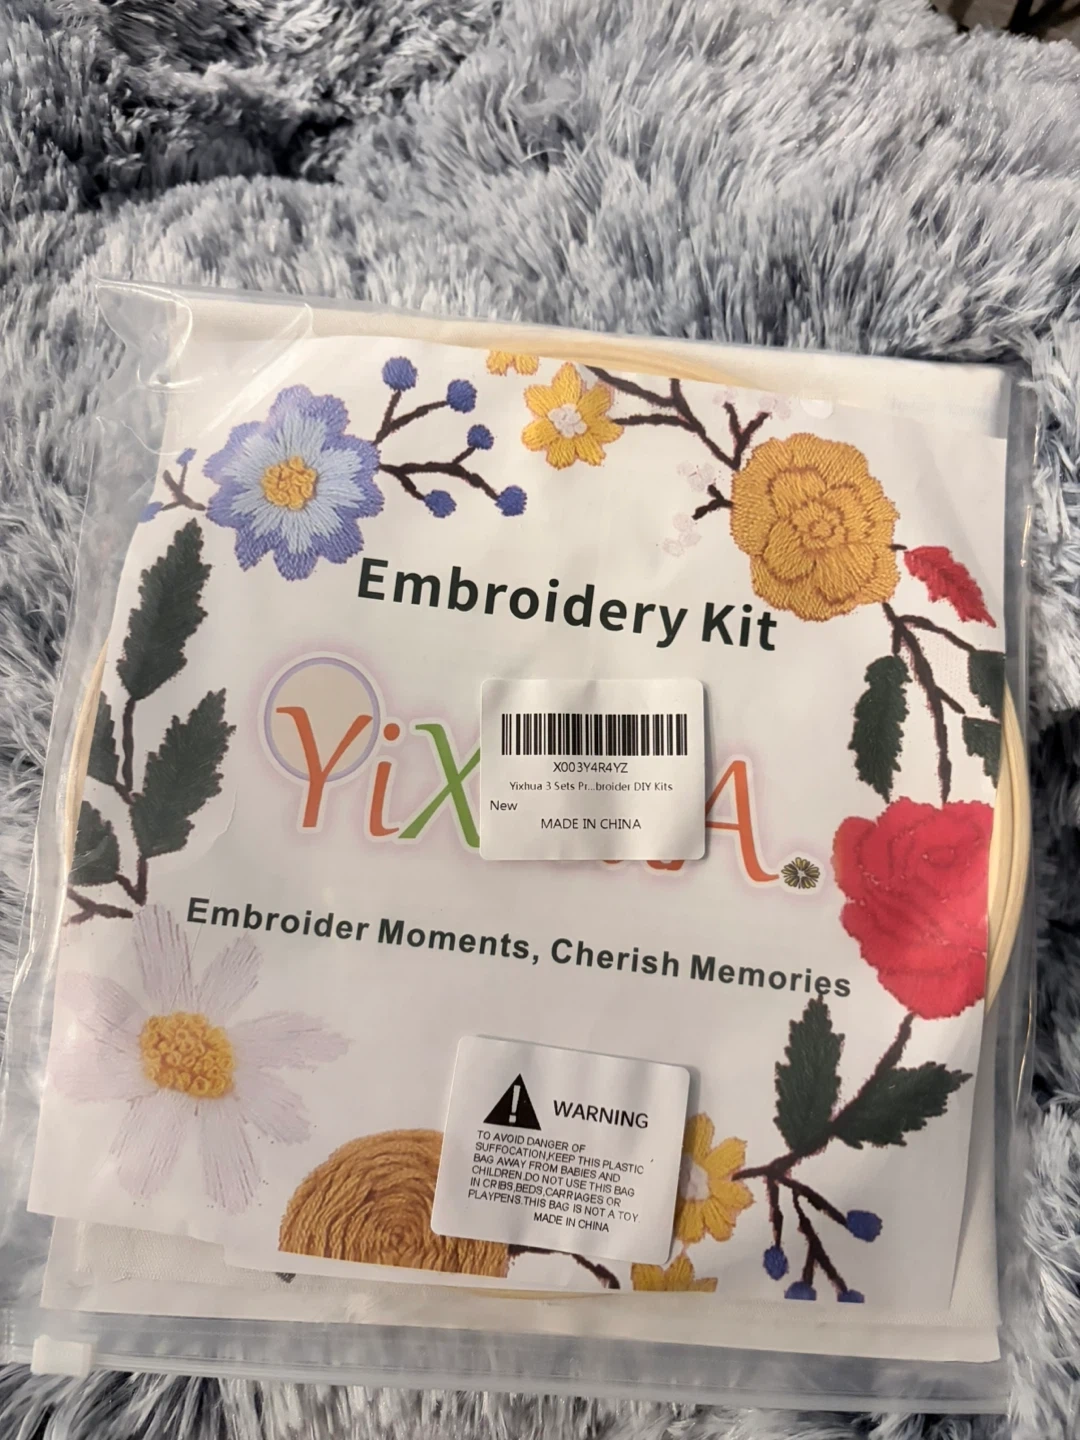 Embroidery Kit
YiX A.
X003Y4R4YZ
Yixhua 3 Sets Pr...broider DIY Kits
New
MADE IN CHINA
Embroider Moments, Cherish Memories
WARNING
TO AVOID DANGER OF
SUFFOCATION,KEEP THIS PLASTIC
BAG AWAY FROM BABIES AND
CHILDREN.DO NOT USE THIS BAG
IN CRIBS,BEDS,CARRIAGES OR
PLAYPENS.THIS BAG IS NOT A TOY
MADE IN CHINA